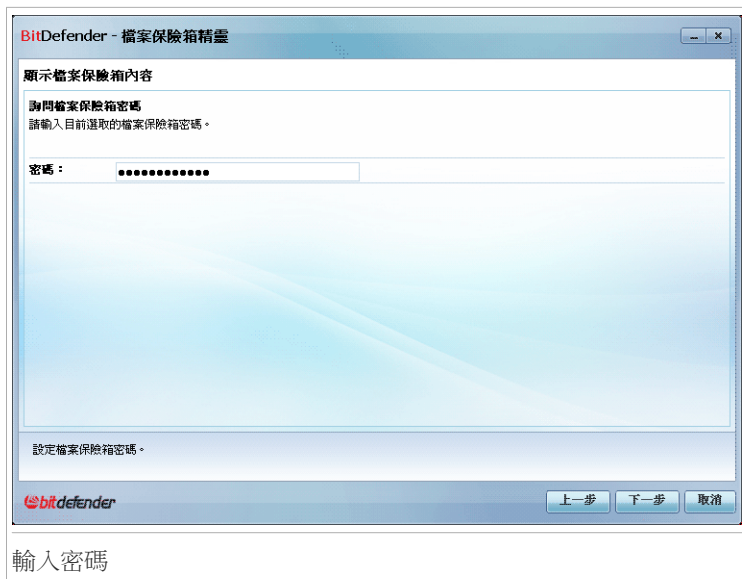 BitDefender - 檔案保險箱精靈
顯示檔案保險箱內容
詢問檔案保險箱密碼
請輸入目前選取的檔案保險箱密碼。
密碼：
設定檔案保險箱密碼。
bitdefender
上一步 下一步 取消
輸入密碼